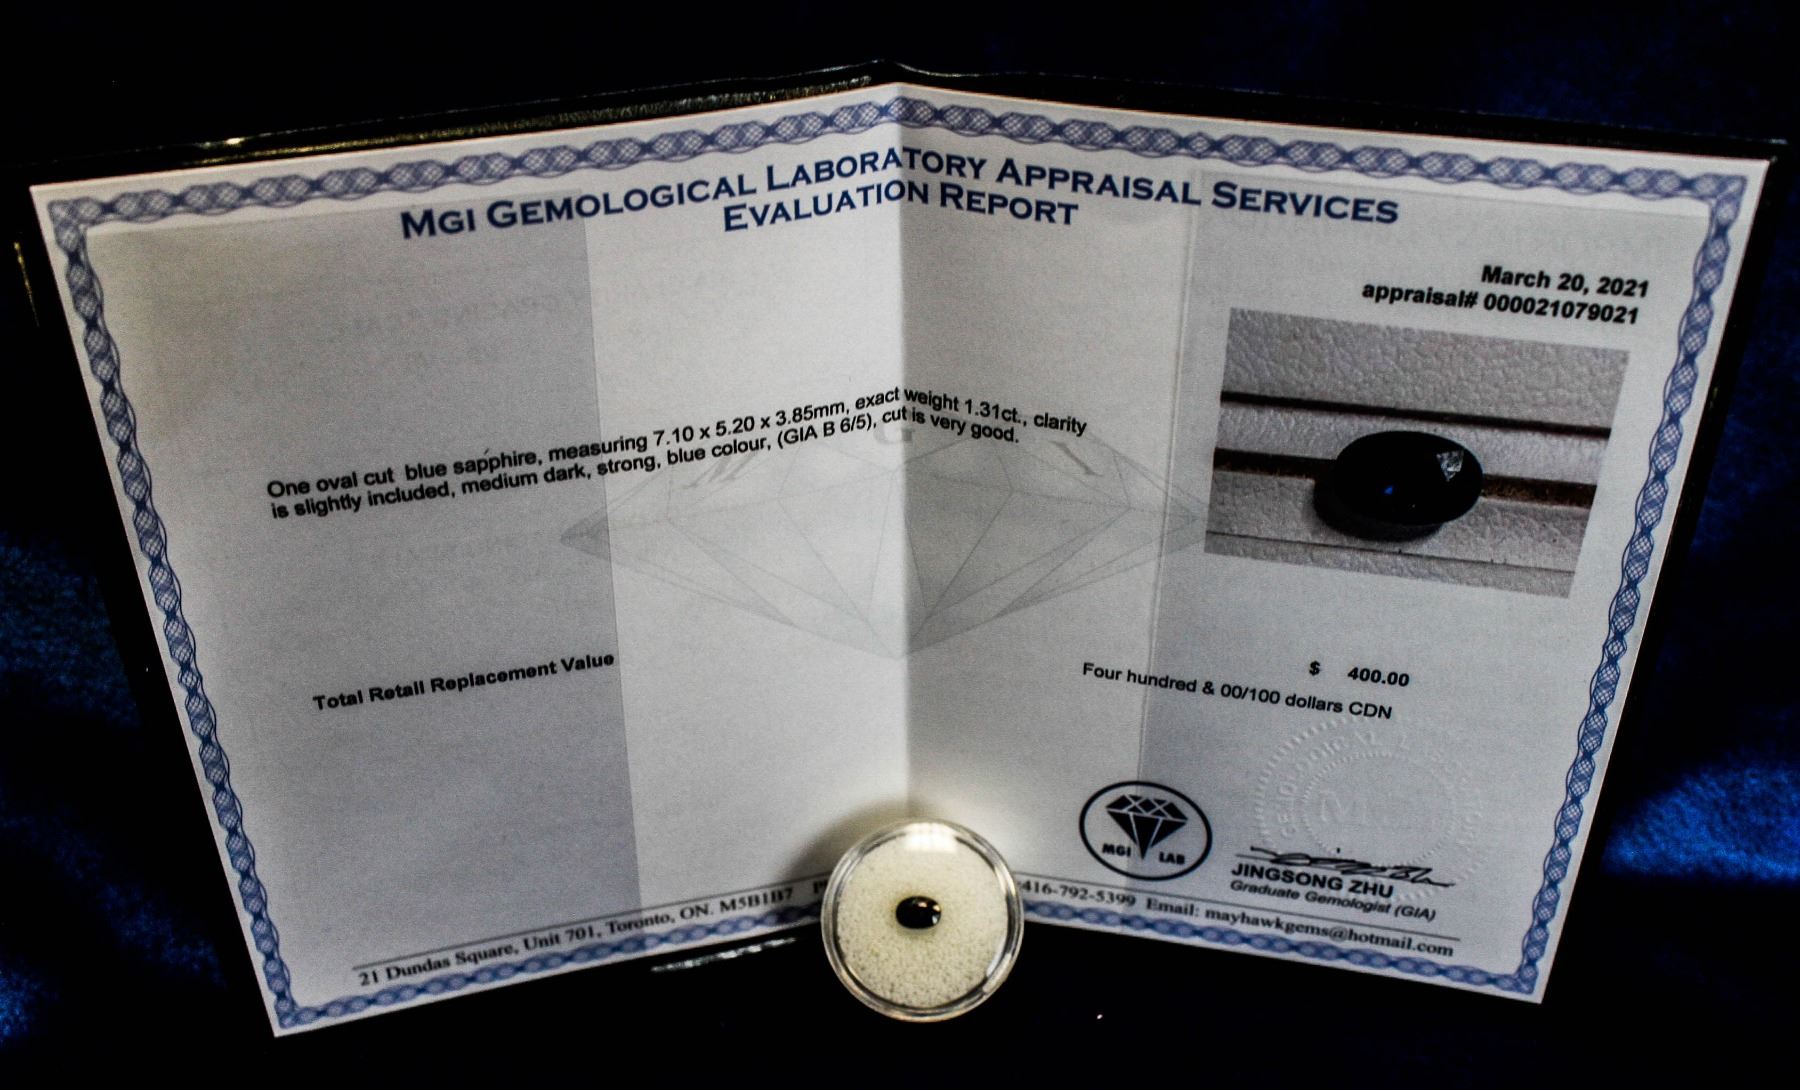 MGI GEMOLOGICAL LABORATORY APPRAISAL SERVICES
EVALUATION REPORT
March 20, 2021
appraisal# 000021079021
One oval cut blue sapphire, measuring 7.10 x 5.20 x 3.85mm, exact weight 1.31ct., clarity
is slightly included, medium dark, strong, blue colour, (GIA B 6/5), cut is very good.
M G I
Total Retail Replacement Value
$ 400.00
Four hundred & 00/100 dollars CDN
MGI LAB
JINGSONG ZHU
Graduate Gemologist (GIA)
21 Dundas Square, Unit 701, Toronto, ON. M5B1B7 416-792-5399 Email: mayhawkgems@hotmail.com